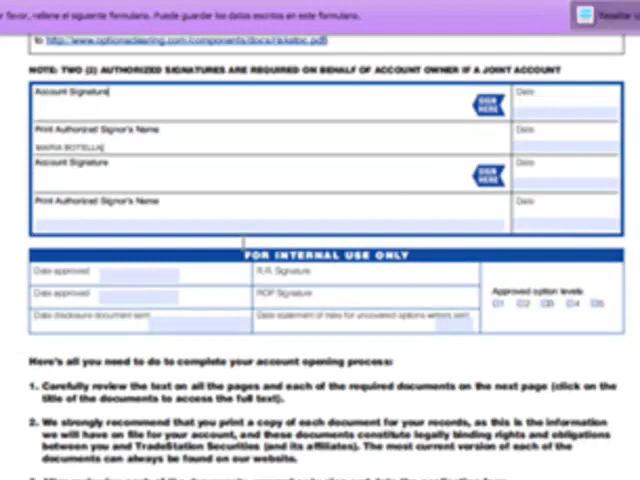 favor, rellene el siguiente formulario. Puede guardar los datos escritos en este formulario.
Resaltar
to http://www.optionsclearing.com/components/docs/riskstoc.pdf)
NOTE: TWO (2) AUTHORIZED SIGNATURES ARE REQUIRED ON BEHALF OF ACCOUNT OWNER IF A JOINT ACCOUNT
Account Signature
SIGN HERE
Date
Print Authorized Signor's Name
Date
MARIA BOTELLA
Account Signature
SIGN HERE
Date
Print Authorized Signor's Name
Date
FOR INTERNAL USE ONLY
Date approved
R.R. Signature
Date approved
ROP Signature
Approved option levels
1 2 3 4 5
Date disclosure document sent
Date statement of risks for uncovered options writers sent
Here's all you need to do to complete your account opening process:
1. Carefully review the text on all the pages and each of the required documents on the next page (click on the
title of the documents to access the full text).
2. We strongly recommend that you print a copy of each document for your records, as this is the information
we will have on file for your account, and these documents constitute legally binding rights and obligations
between you and TradeStation Securities (and its affiliates). The most current version of each of the
documents can always be found on our website.